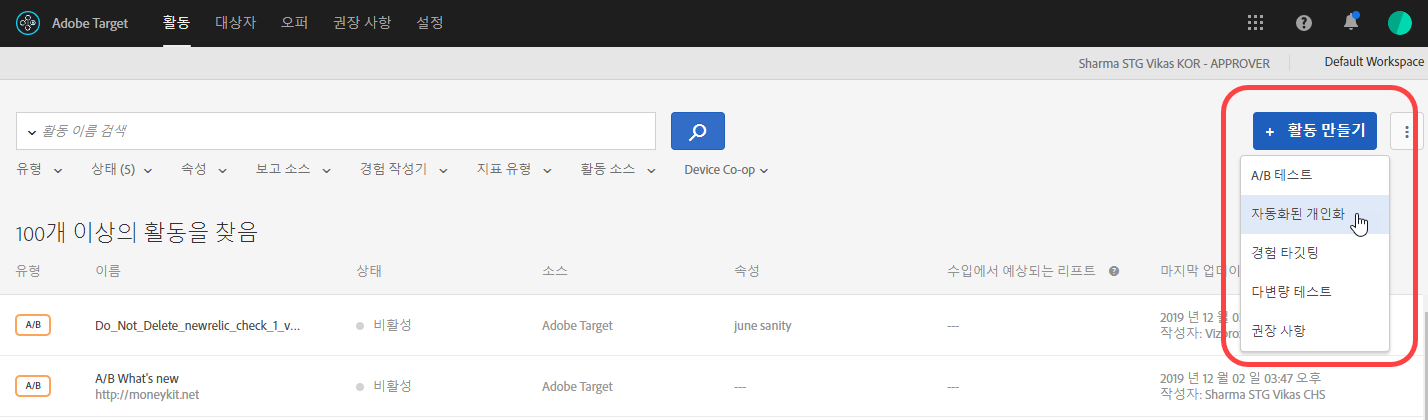 Adobe Target 활동 대상자 오퍼 권장 사항 설정
Sharma STG Vikas KOR - APPROVER Default Workspace
활동 이름 검색 + 활동 만들기
유형 상태 (5) 속성 보고 소스 경험 작성기 지표 유형 활동 소스 Device Co-op
A/B 테스트
자동화된 개인화
경험 타깃팅
다변량 테스트
권장 사항
100개 이상의 활동을 찾음
유형 이름 상태 소스 속성 수입에서 예상되는 리프트 ? 마지막 업데이
A/B Do_Not_Delete_newrelic_check_1_v... 비활성 Adobe Target june sanity --- 2019 년 12 월
작성자:
A/B A/B What's new 비활성 Adobe Target --- --- 2019 년 12 월 02 일 03:47 오후
http://moneykit.net 작성자: Sharma STG Vikas CHS